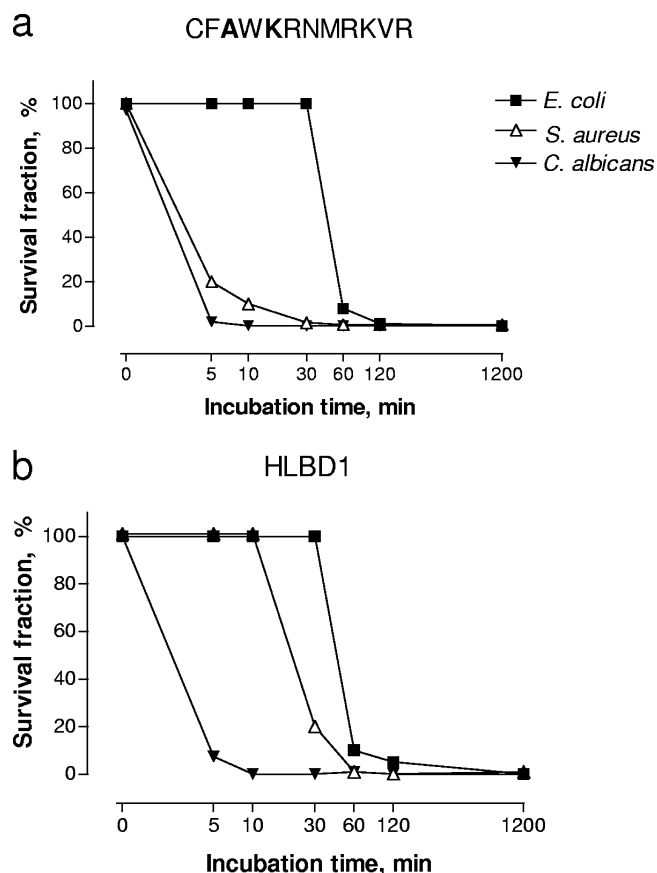 a
CFAWKRNMRKVR
Survival fraction, %
100
80
60
40
20
0
E. coli
S. aureus
C. albicans
0 5 10 30 60 120 1200
Incubation time, min
b
HLBD1
Survival fraction, %
100
80
60
40
20
0
0 5 10 30 60 120 1200
Incubation time, min